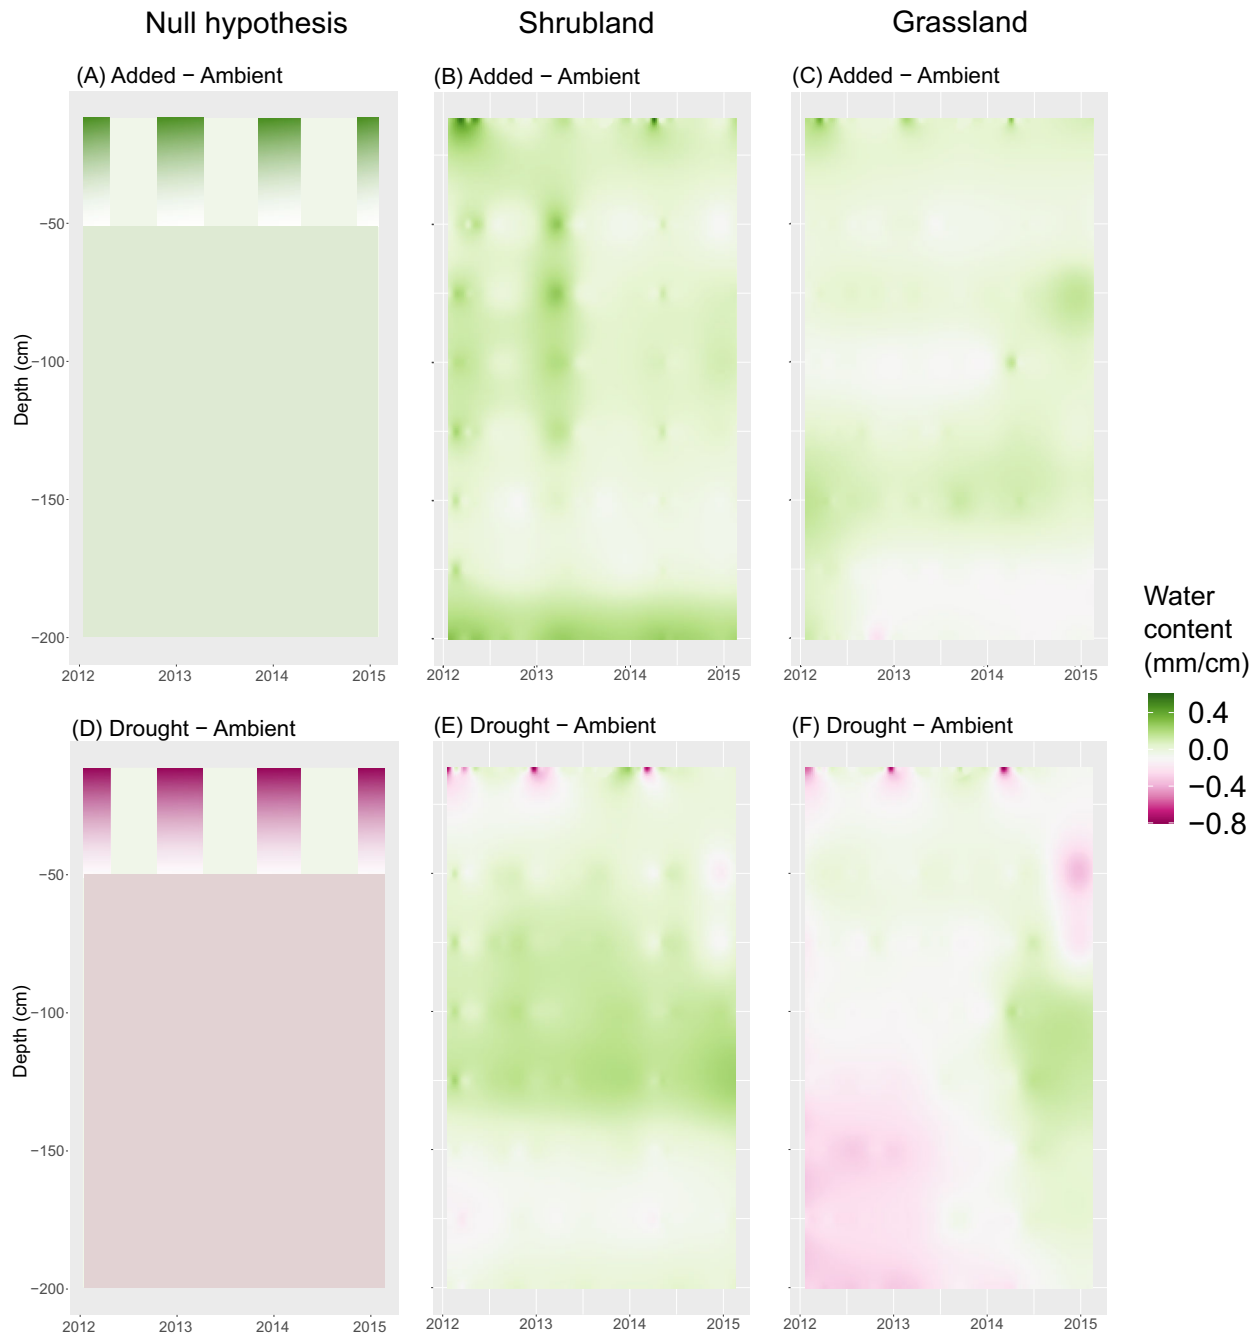 Null hypothesis Shrubland Grassland
(A) Added − Ambient (B) Added − Ambient (C) Added − Ambient
−50
−100
−150
−200
Depth (cm)
2012 2013 2014 2015 2012 2013 2014 2015 2012 2013 2014 2015
Water
content
(mm/cm)
0.4
0.0
−0.4
−0.8
(D) Drought − Ambient (E) Drought − Ambient (F) Drought − Ambient
−50
−100
−150
−200
Depth (cm)
2012 2013 2014 2015 2012 2013 2014 2015 2012 2013 2014 2015